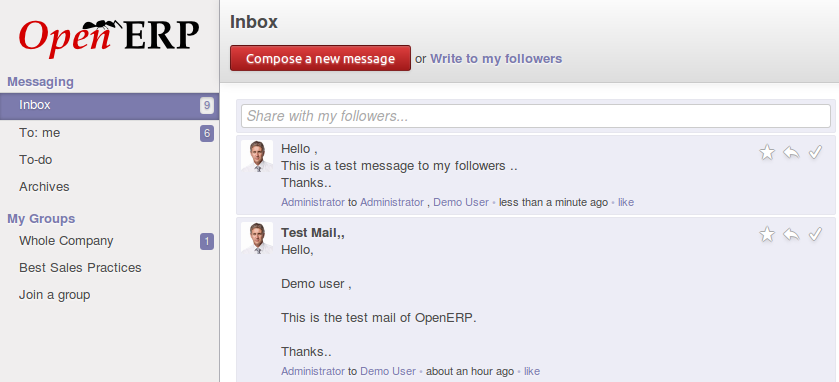 OpenERP
Messaging
Inbox 9
To: me 6
To-do
Archives
My Groups
Whole Company 1
Best Sales Practices
Join a group
Inbox
Compose a new message or Write to my followers
Share with my followers...
Hello ,
This is a test message to my followers ..
Thanks..
Administrator to Administrator , Demo User • less than a minute ago • like
Test Mail,,
Hello,
Demo user ,
This is the test mail of OpenERP.
Thanks..
Administrator to Demo User • about an hour ago • like